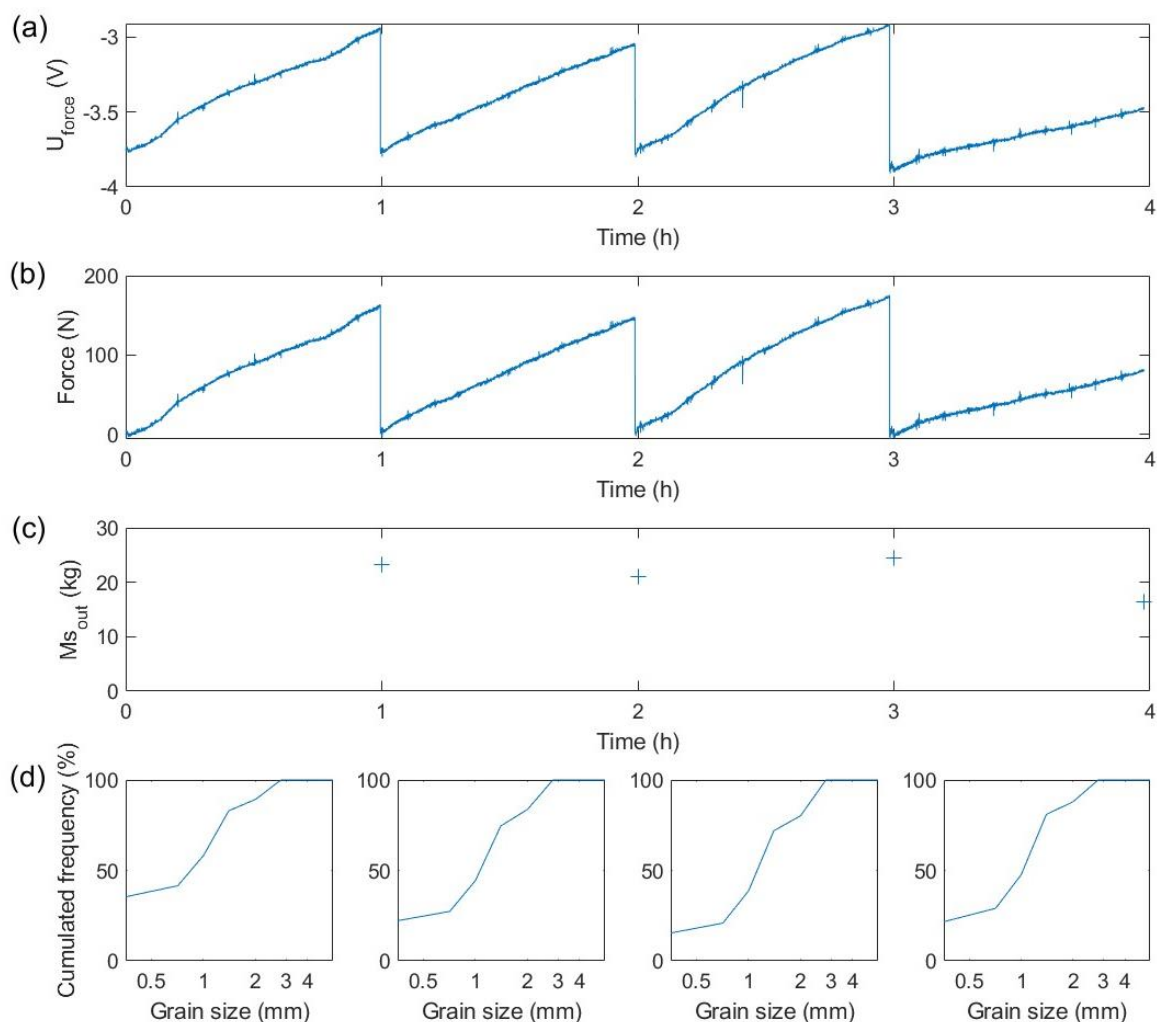 (a)
U_force (V)
-3
-3.5
-4
0 1 2 3 4
Time (h)
(b)
Force (N)
200
100
0
0 1 2 3 4
Time (h)
(c)
Ms_out (kg)
30
20
10
0
0 1 2 3 4
Time (h)
(d)
Cumulated frequency (%)
100 100 100 100
50 50 50 50
0 0 0 0
0.5 1 2 3 4 0.5 1 2 3 4 0.5 1 2 3 4 0.5 1 2 3 4
Grain size (mm) Grain size (mm) Grain size (mm) Grain size (mm)